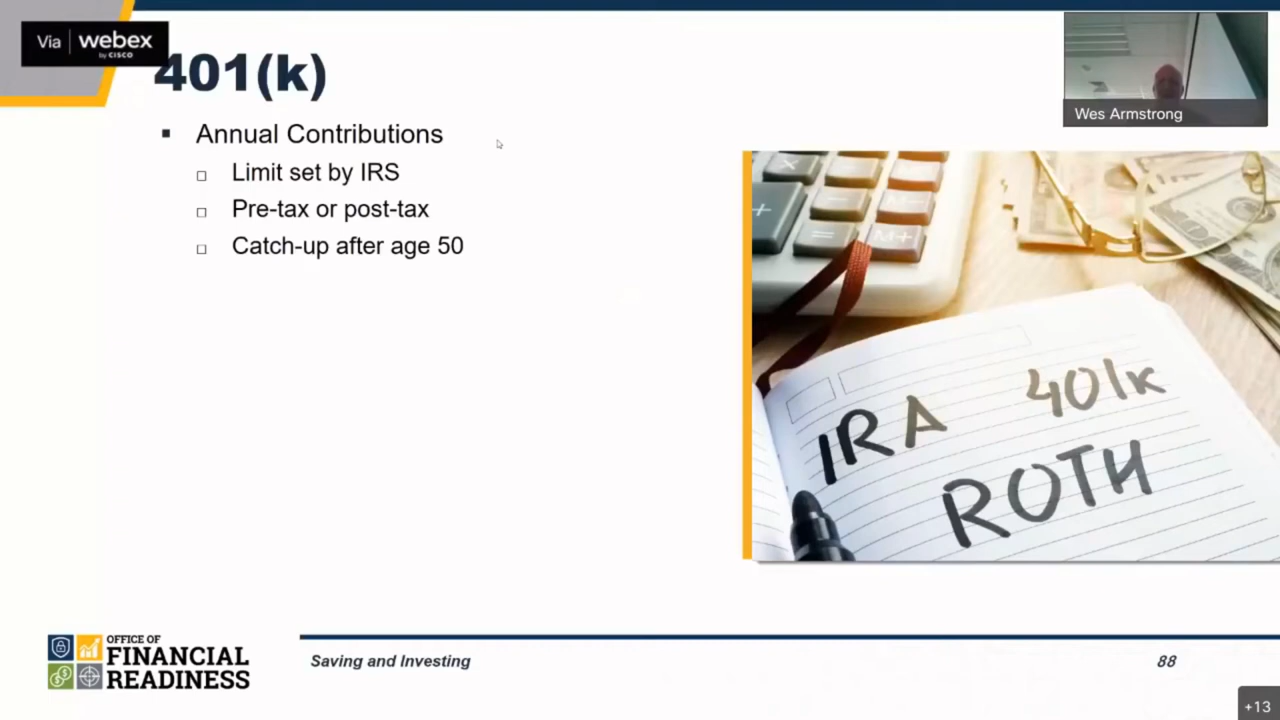 Via webex
by CISCO
401(k)
Wes Armstrong
▪ Annual Contributions
□ Limit set by IRS
□ Pre-tax or post-tax
□ Catch-up after age 50
+
×
-
M-
=
M+
IRA 401k
ROTH
OFFICE OF
FINANCIAL
READINESS
Saving and Investing
88
+13